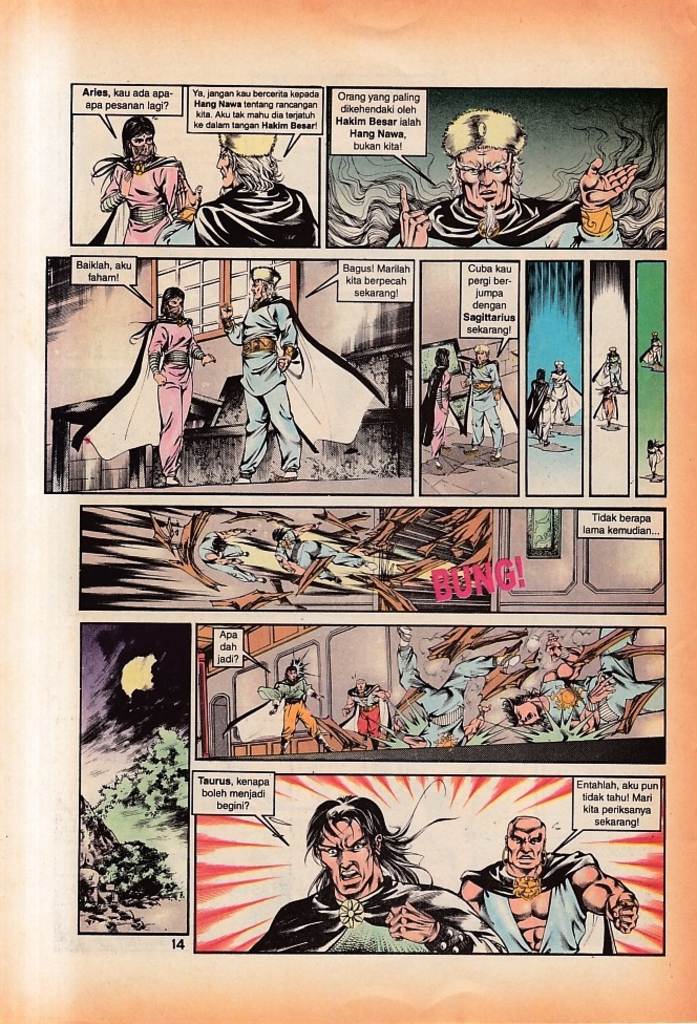 Aries, kau ada apa-
apa pesanan lagi?
Ya, jangan kau bercerita kepada
Hang Nawa tentang rancangan
kita. Aku tak mahu dia terjatuh
ke dalam tangan Hakim Besar!
Orang yang paling
dikehendaki oleh
Hakim Besar ialah
Hang Nawa,
bukan kita!
Baiklah, aku
faham!
Bagus! Marilah
kita berpecah
sekarang!
Cuba kau
pergi ber-
jumpa
dengan
Sagittarius
sekarang!
Tidak berapa
lama kemudian...
BUNG!
Apa
dah
jadi?
Taurus, kenapa
boleh menjadi
begini?
Entahlah, aku pun
tidak tahu! Mari
kita periksanya
sekarang!
14